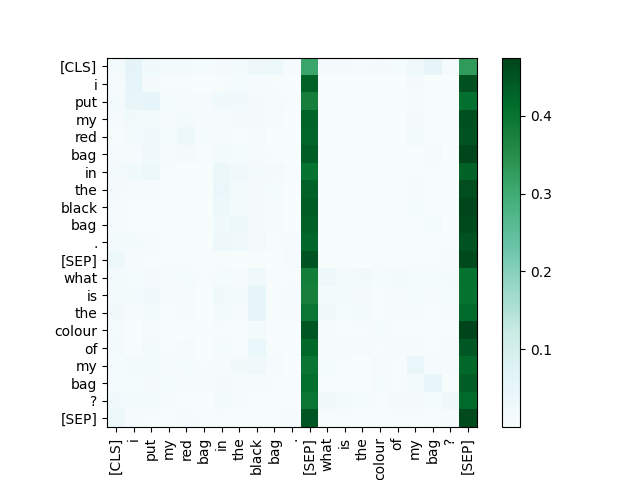 [CLS]
i
put
my
red
bag
in
the
black
bag
.
[SEP]
what
is
the
colour
of
my
bag
?
[SEP]
[CLS]
i
put
my
red
bag
in
the
black
bag
.
[SEP]
what
is
the
colour
of
my
bag
?
[SEP]
0.4
0.3
0.2
0.1